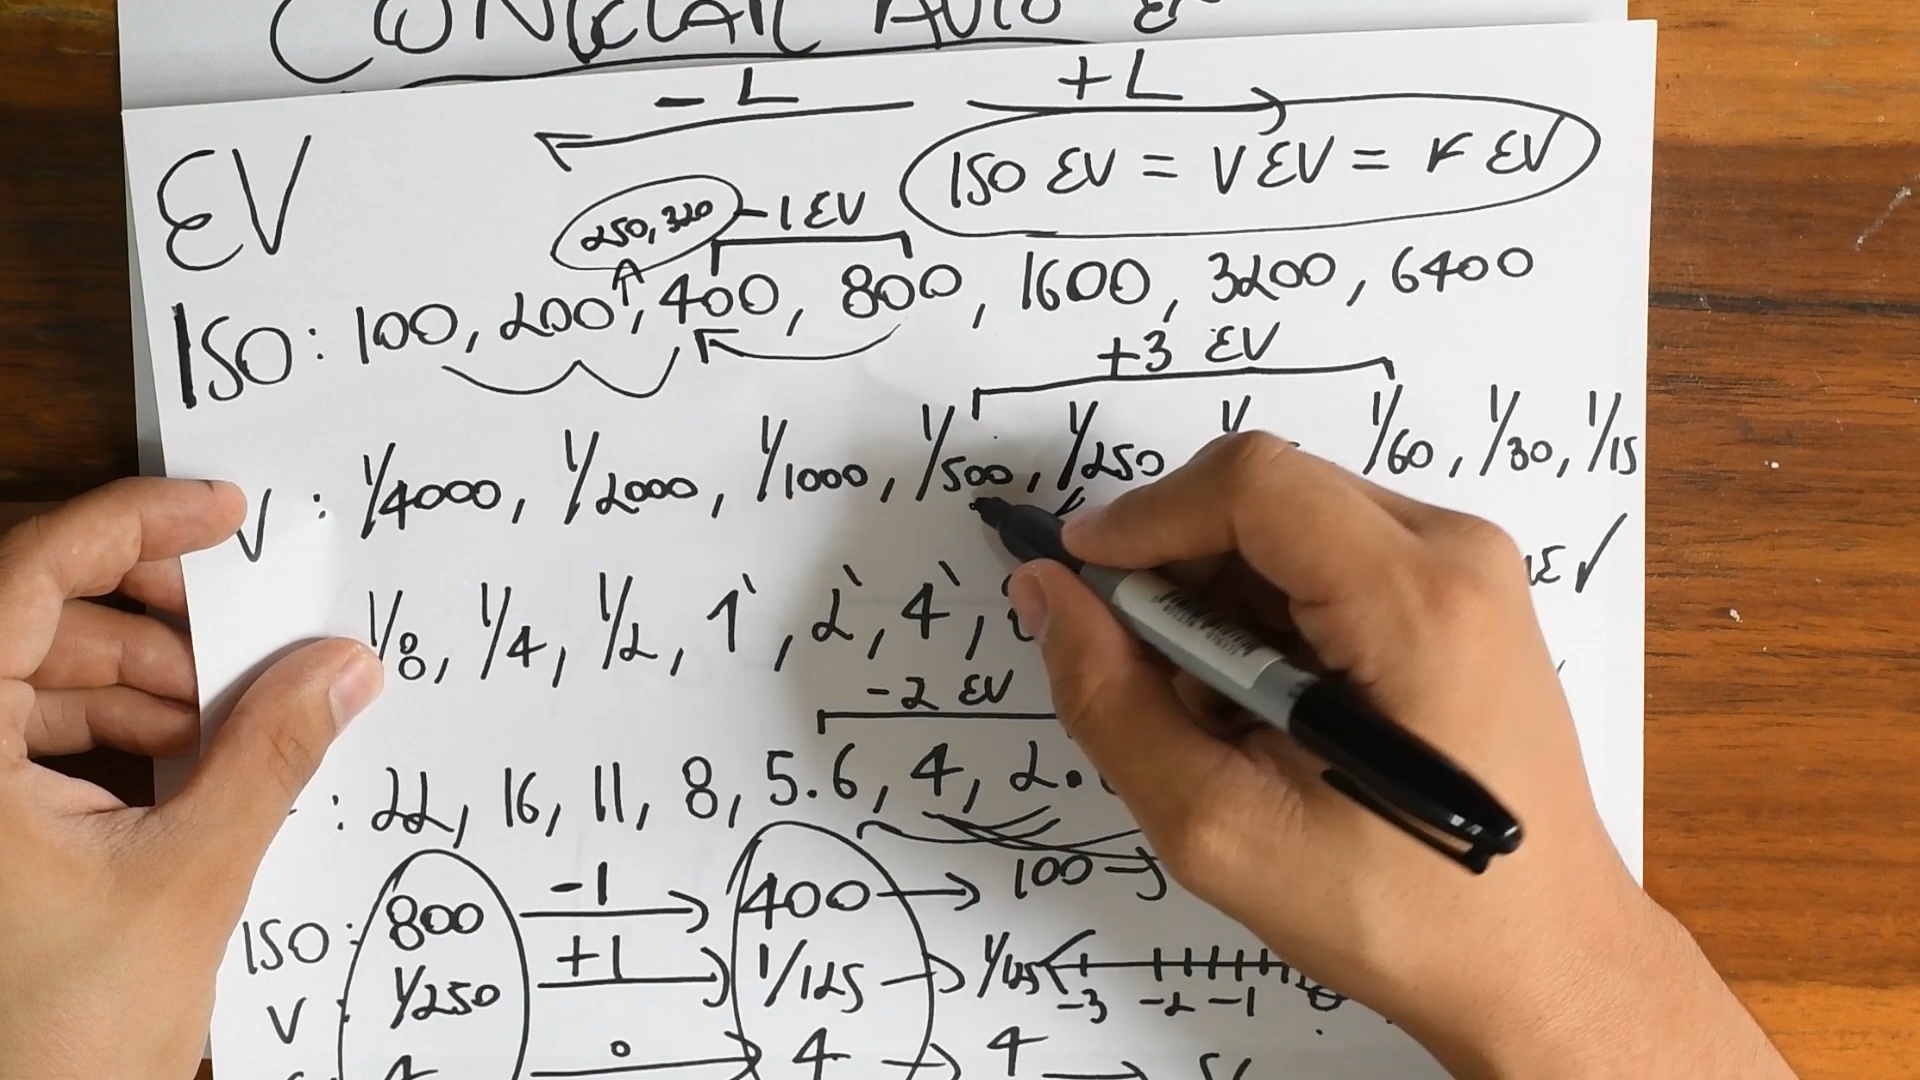 - L +L
EV
ISO EV = V EV = F EV
250, 320 -1 EV
ISO: 100, 200, 400, 800, 1600, 3200, 6400
+3 EV
V : 1/4000, 1/2000, 1/1000, 1/500, 1/250 1/60, 1/30, 1/15
1/8, 1/4, 1/2, 1`, 2`, 4`,
-2 EV
: 22, 16, 11, 8, 5.6, 4, 2.
ISO: 800 -1 400 100
V : 1/250 +1 1/125 1/125 -3 -2 -1 0
0 4 4